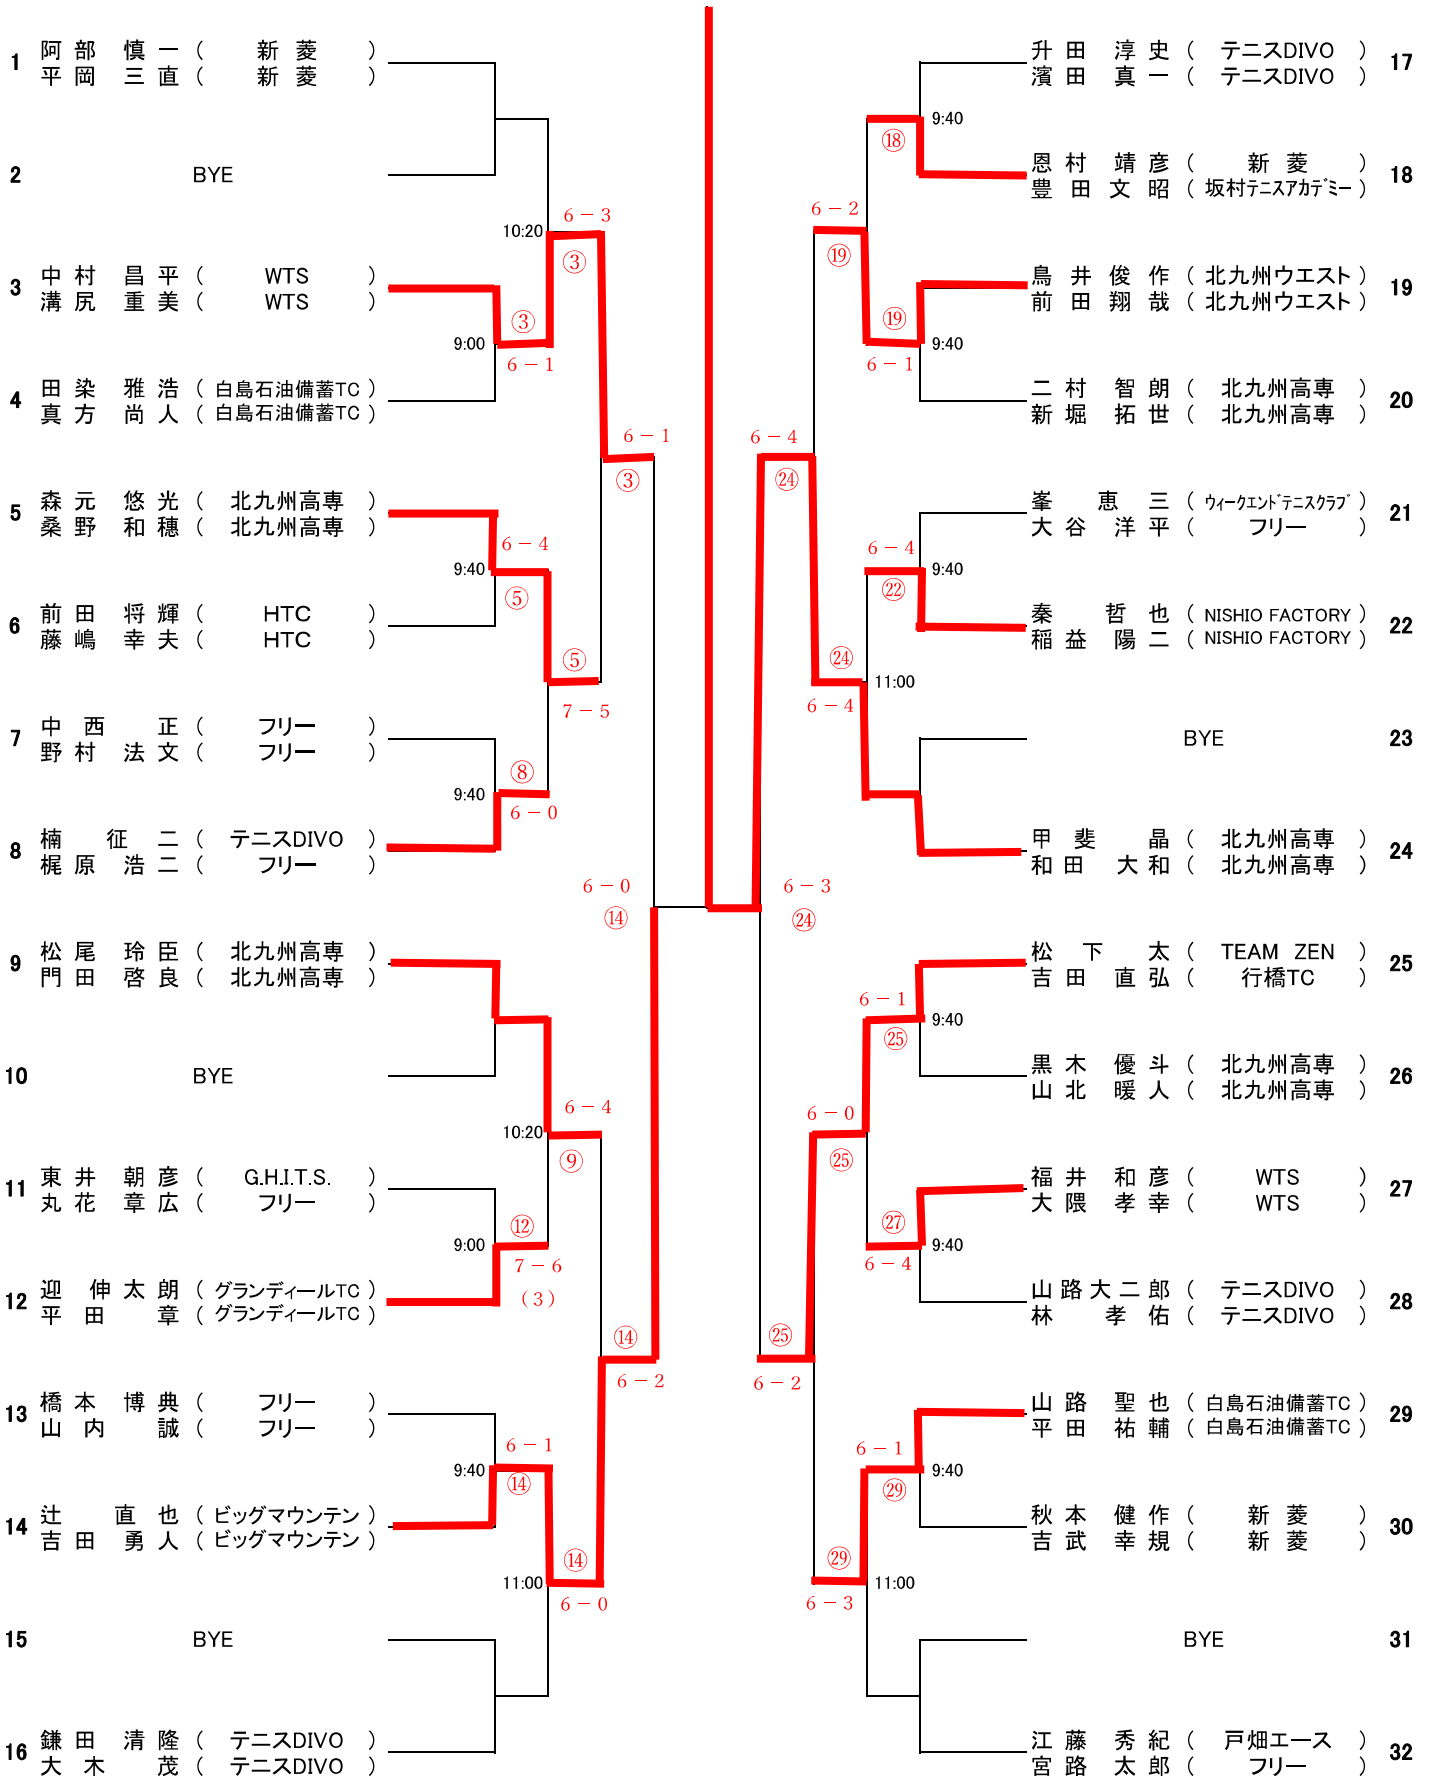 1 阿部 慎一 ( 新菱 )
平岡 三直 ( 新菱 )
2 BYE
10:20
6-3
③
3 中村 昌平 ( WTS )
溝尻 重美 ( WTS )
③
9:00
6-1
4 田染 雅浩 ( 白島石油備蓄TC )
真方 尚人 ( 白島石油備蓄TC )
6-1
③
5 森元 悠光 ( 北九州高専 )
桑野 和穂 ( 北九州高専 )
6-4
9:40
⑤
6 前田 将輝 ( HTC )
藤嶋 幸夫 ( HTC )
⑤
7-5
7 中西 正 ( フリー )
野村 法文 ( フリー )
⑧
9:40
6-0
8 楠 征二 ( テニスDIVO )
梶原 浩二 ( フリー )
6-0
⑭
9 松尾 玲臣 ( 北九州高専 )
門田 啓良 ( 北九州高専 )
10 BYE
6-4
10:20
⑨
11 東井 朝彦 ( G.H.I.T.S. )
丸花 章広 ( フリー )
⑫
9:00
7-6
(3)
12 迎 伸太朗 ( グランディールTC )
平田 章 ( グランディールTC )
⑭
6-2
13 橋本 博典 ( フリー )
山内 誠 ( フリー )
6-1
9:40
⑭
14 辻 直也 ( ビッグマウンテン )
吉田 勇人 ( ビッグマウンテン )
⑭
11:00
6-0
15 BYE
16 鎌田 清隆 ( テニスDIVO )
大木 茂 ( テニスDIVO )
升田 淳史 ( テニスDIVO ) 17
濱田 真一 ( テニスDIVO )
9:40
⑱
恩村 靖彦 ( 新菱 ) 18
豊田 文昭 ( 坂村テニスアカデミー )
6-2
⑲
鳥井 俊作 ( 北九州ウエスト ) 19
前田 翔哉 ( 北九州ウエスト )
⑲
9:40
6-1
二村 智朗 ( 北九州高専 ) 20
新堀 拓世 ( 北九州高専 )
6-4
㉔
峯 恵三 ( ウィークエンドテニスクラブ ) 21
大谷 洋平 ( フリー )
6-4
9:40
㉒
秦 哲也 ( NISHIO FACTORY ) 22
稲益 陽二 ( NISHIO FACTORY )
㉔
11:00
6-4
BYE 23
甲斐 晶 ( 北九州高専 ) 24
和田 大和 ( 北九州高専 )
6-3
㉔
松下 太 ( TEAM ZEN ) 25
吉田 直弘 ( 行橋TC )
6-1
9:40
㉕
黒木 優斗 ( 北九州高専 ) 26
山北 暖人 ( 北九州高専 )
6-0
㉕
福井 和彦 ( WTS ) 27
大隈 孝幸 ( WTS )
㉗
9:40
6-4
山路 大二郎 ( テニスDIVO ) 28
林 孝佑 ( テニスDIVO )
㉕
6-2
山路 聖也 ( 白島石油備蓄TC ) 29
平田 祐輔 ( 白島石油備蓄TC )
6-1
9:40
㉙
秋本 健作 ( 新菱 ) 30
吉武 幸規 ( 新菱 )
㉙
11:00
6-3
BYE 31
江藤 秀紀 ( 戸畑エース ) 32
宮路 太郎 ( フリー )